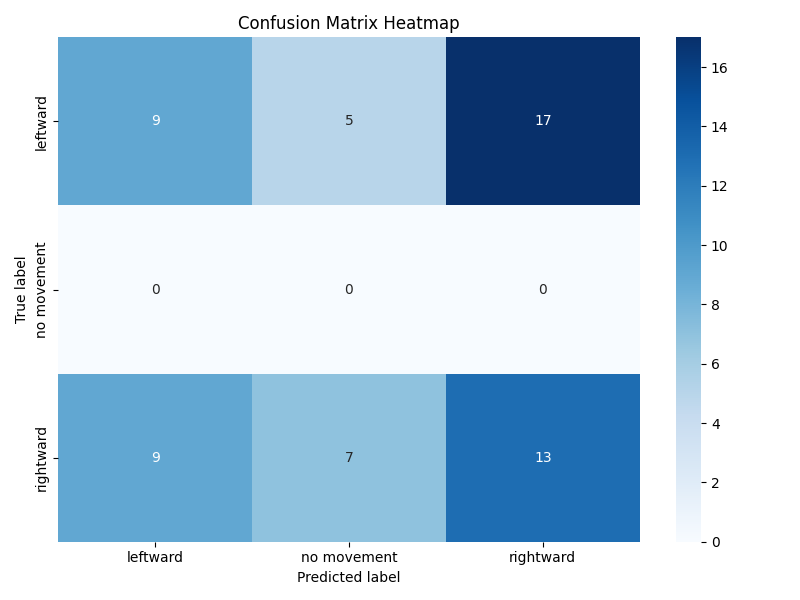 Confusion Matrix Heatmap
True label
leftward
9 5 17
no movement
0 0 0
rightward
9 7 13
leftward no movement rightward
Predicted label
16
14
12
10
8
6
4
2
0